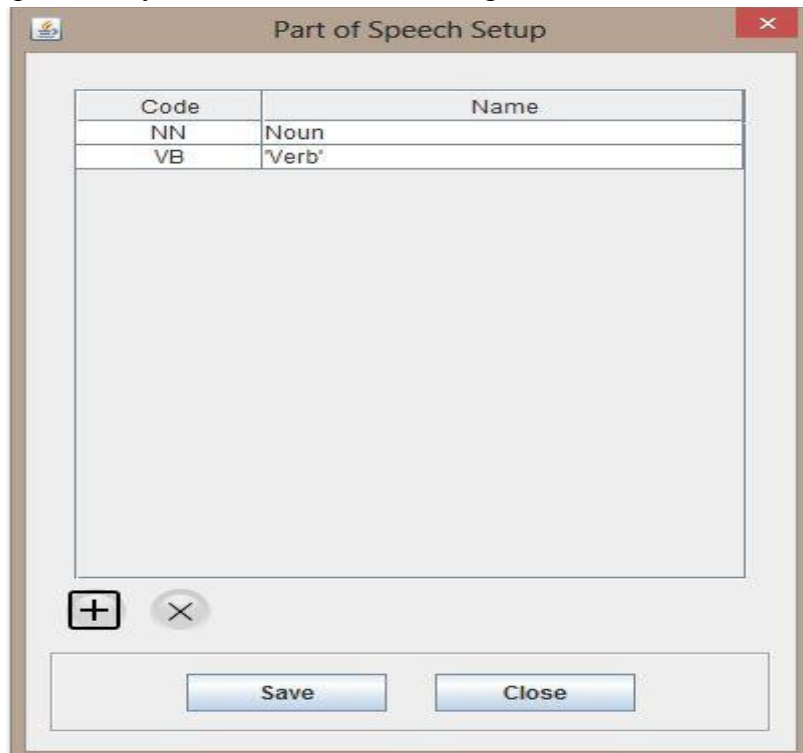 Part of Speech Setup
Code Name
NN Noun
VB 'Verb'
Save Close